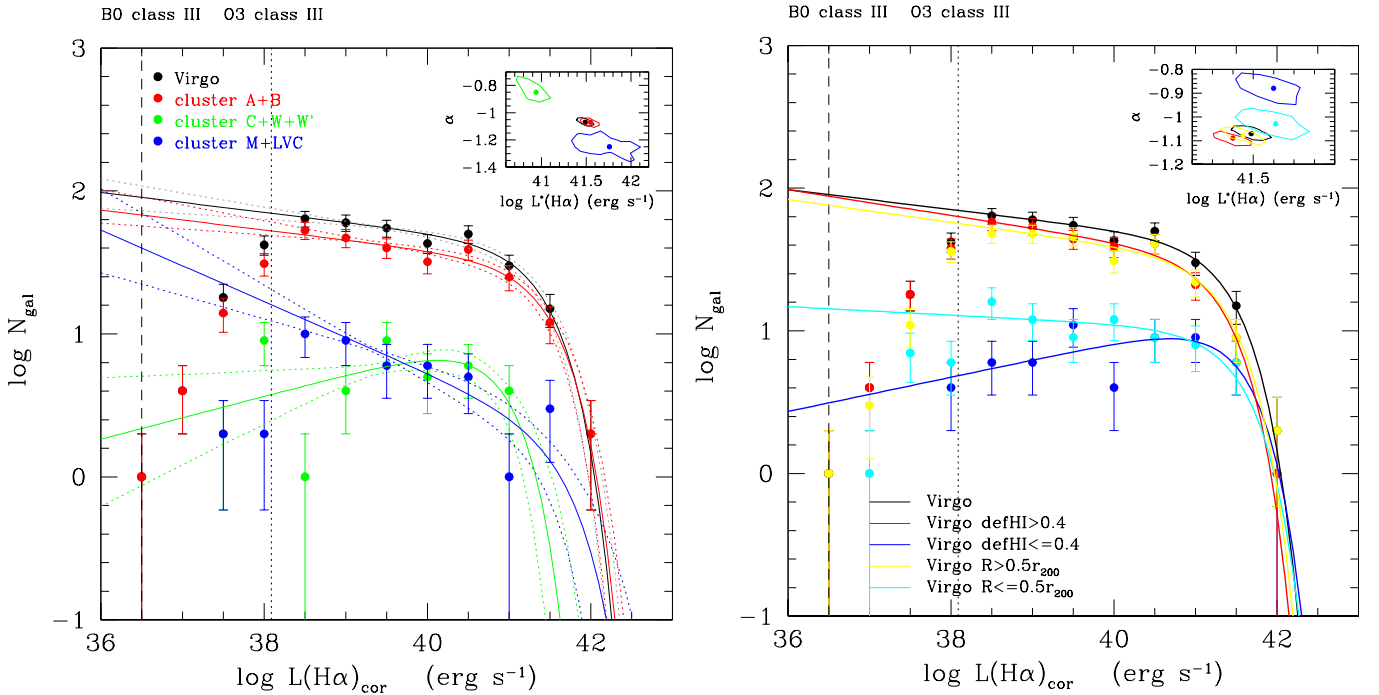 B0 class III O3 class III
3
2
1
0
−1
log N_gal
Virgo
cluster A+B
cluster C+W+W'
cluster M+LVC
−0.8
−1
−1.2
−1.4
α
41 41.5 42
log L*(Hα) (erg s⁻¹)
36 38 40 42
log L(Hα)_cor (erg s⁻¹)
B0 class III O3 class III
3
2
1
0
−1
log N_gal
−0.8
−0.9
−1
−1.1
−1.2
α
41.5
log L*(Hα) (erg s⁻¹)
Virgo
Virgo defHI>0.4
Virgo defHI<=0.4
Virgo R>0.5r_200
Virgo R<=0.5r_200
36 38 40 42
log L(Hα)_cor (erg s⁻¹)